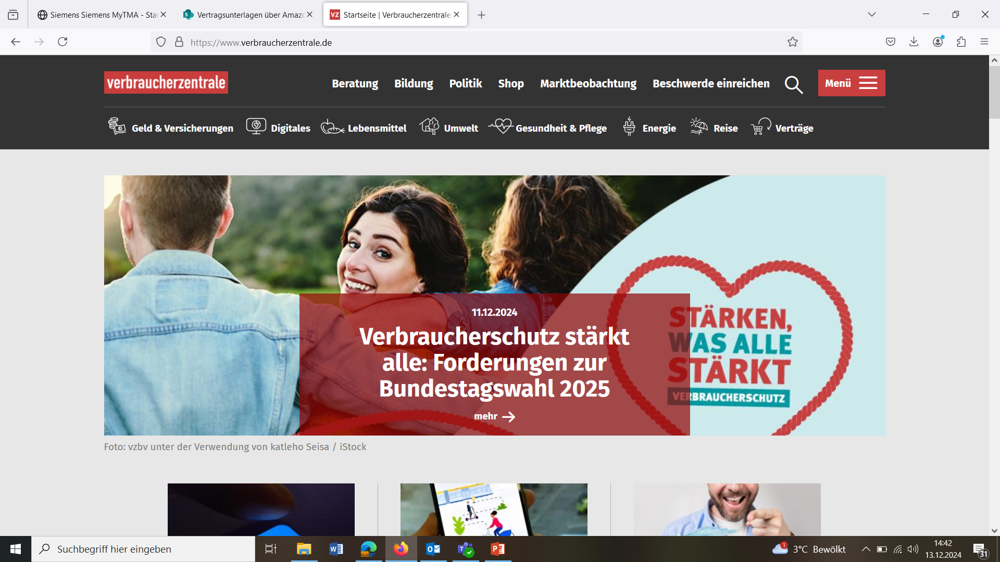 Siemens Siemens MyTMA - Star
Vertragsunterlagen über Amazo
VZ Startseite | Verbraucherzentrale
https://www.verbraucherzentrale.de
verbraucherzentrale
Beratung
Bildung
Politik
Shop
Marktbeobachtung
Beschwerde einreichen
Menü
Geld & Versicherungen
Digitales
Lebensmittel
Umwelt
Gesundheit & Pflege
Energie
Reise
Verträge
STÄRKEN,
WAS ALLE
STÄRKT
VERBRAUCHERSCHUTZ
11.12.2024
Verbraucherschutz stärkt
alle: Forderungen zur
Bundestagswahl 2025
mehr
Foto: vzbv unter der Verwendung von katleho Seisa / iStock
Suchbegriff hier eingeben
1
3°C Bewölkt
14:42
13.12.2024
31